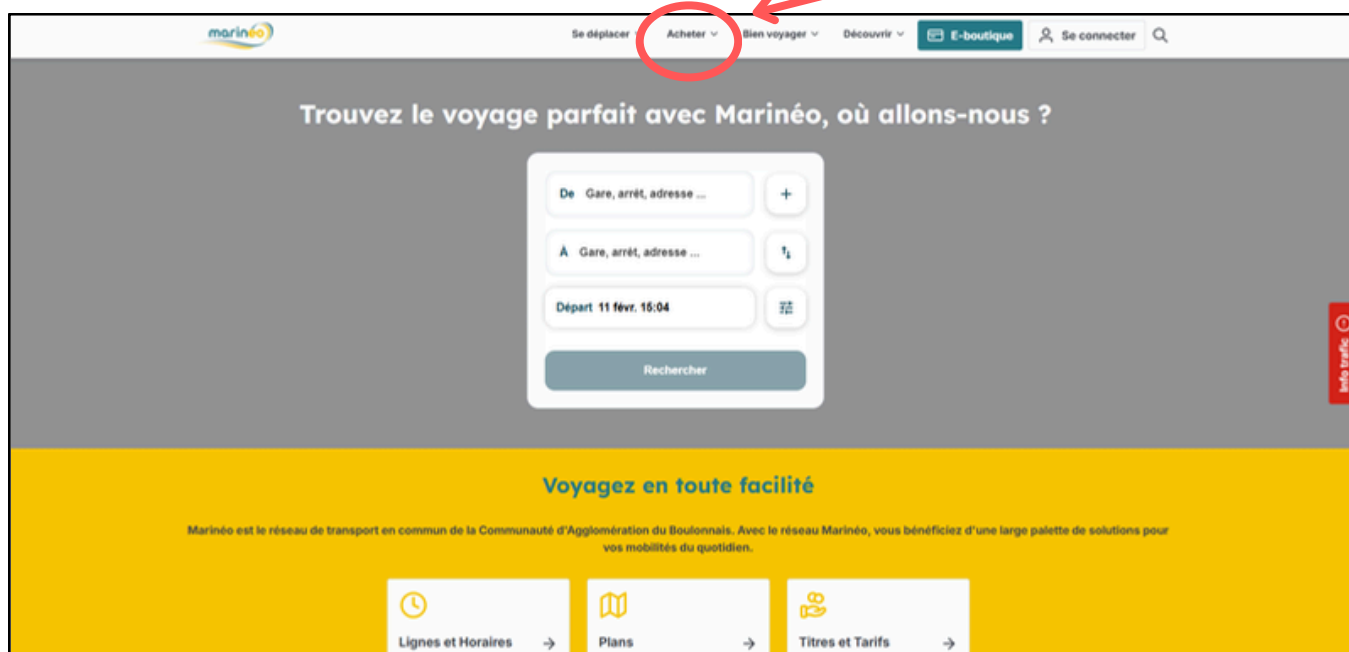 marinéo
Se déplacer Acheter Bien voyager Découvrir E-boutique Se connecter
Trouvez le voyage parfait avec Marinéo, où allons-nous ?
De Gare, arrêt, adresse ...
À Gare, arrêt, adresse ...
Départ 11 févr. 15:04
Rechercher
Info trafic
Voyagez en toute facilité
Marinéo est le réseau de transport en commun de la Communauté d'Agglomération du Boulonnais. Avec le réseau Marinéo, vous bénéficiez d'une large palette de solutions pour
vos mobilités du quotidien.
Lignes et Horaires Plans Titres et Tarifs